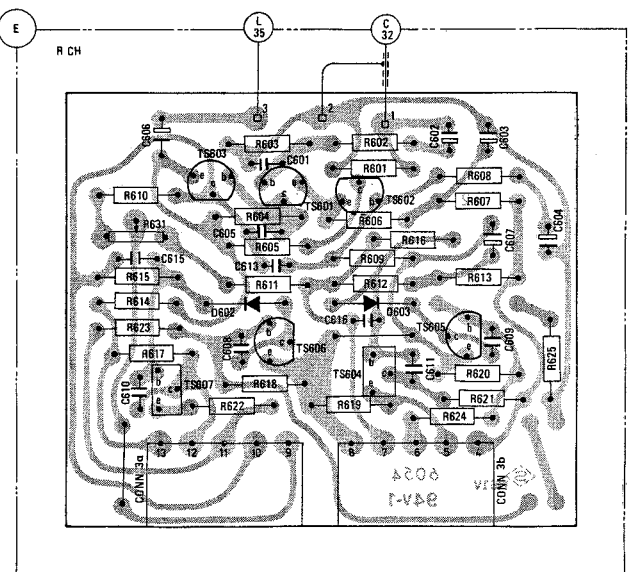 E
L
35
C
32
R CH
3
2
1
C606
R603
R602
C602
C603
TS603
C601
R601
R608
e
b
b
e
R610
c
c
TS601
e
b
TS602
R607
R604
R606
R631
C605
R605
R616
C607
C604
C615
C613
R609
R615
R611
R612
R613
R614
D602
D603
C616
R623
b
TS605
b
C608
c
TS606
c
C609
R625
R617
e
TS604
b
e
C611
b
R618
c
R620
C610
c
TS607
e
e
R621
R622
R619
R624
13
12
11
10
9
8
7
6
5
4
CONN 3a
CONN 3b
6054
94V-1